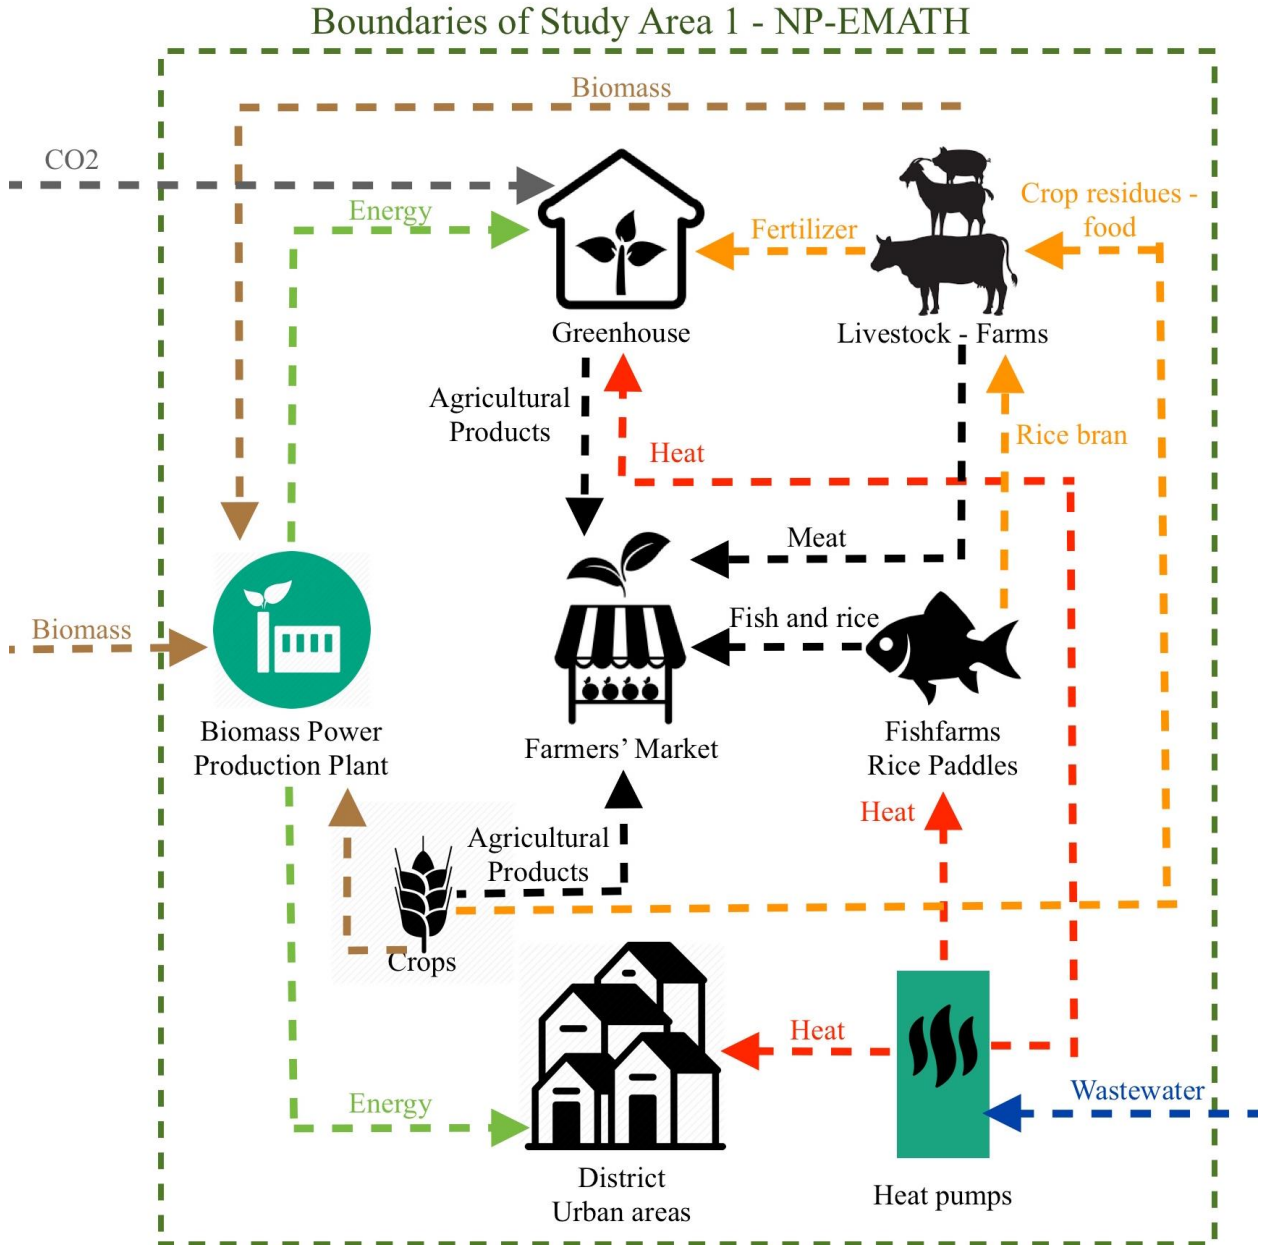 Boundaries of Study Area 1 - NP-EMATH
Biomass
CO2
Energy
Fertilizer
Crop residues -
food
Greenhouse
Livestock - Farms
Agricultural
Products
Heat
Rice bran
Meat
Biomass
Fish and rice
Biomass Power
Production Plant
Farmers’ Market
Fishfarms
Rice Paddles
Heat
Agricultural
Products
Crops
Heat
Energy
Wastewater
District
Urban areas
Heat pumps